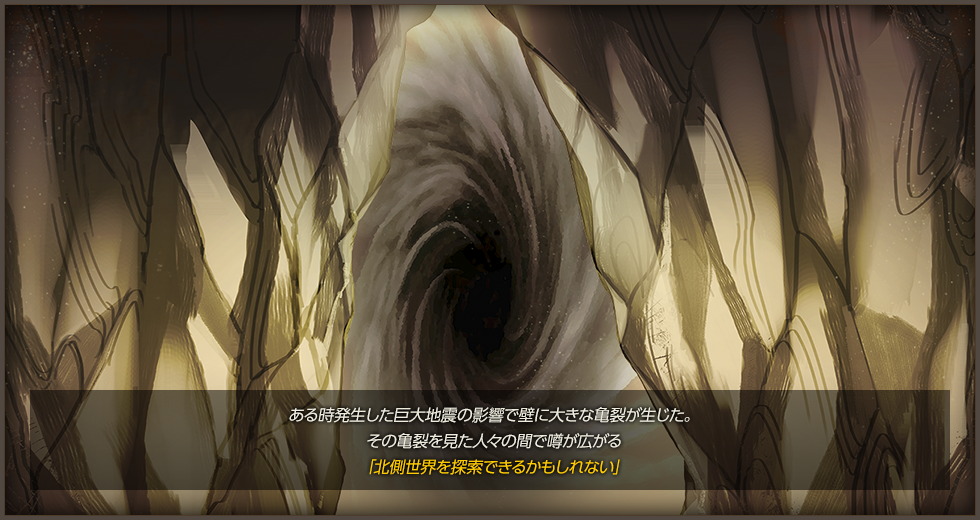 ある時発生した巨大地震の影響で壁に大きな亀裂が生じた。
その亀裂を見た人々の間で噂が広がる
「北側世界を探索できるかもしれない」